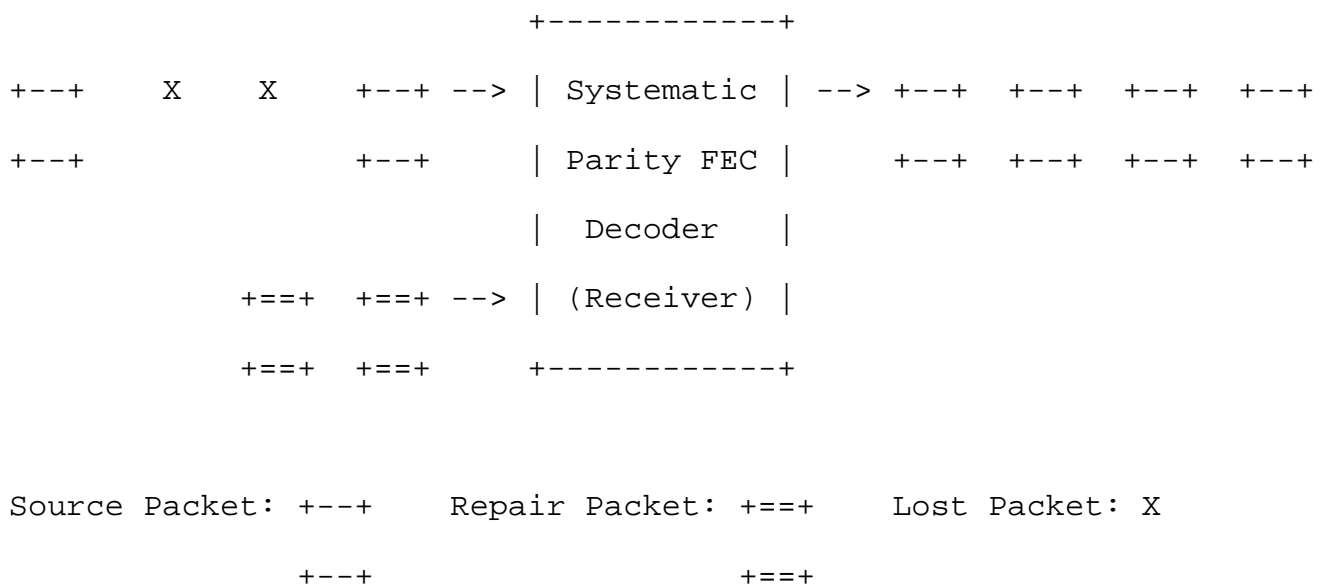 +------------+
+--+    X    X    +--+ --> | Systematic | --> +--+  +--+  +--+  +--+
+--+              +--+     | Parity FEC |     +--+  +--+  +--+  +--+
                           |  Decoder   |
            +==+  +==+ --> | (Receiver) |
            +==+  +==+     +------------+
Source Packet: +--+    Repair Packet: +==+    Lost Packet: X
               +--+                   +==+